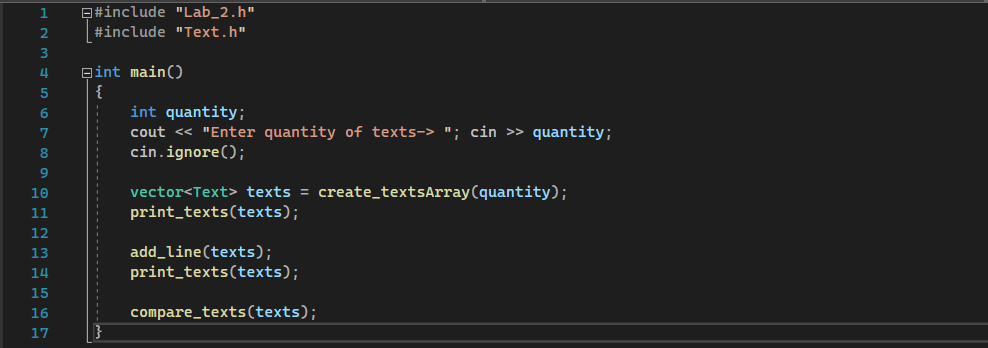 1 #include "Lab_2.h"
2 #include "Text.h"
3
4 int main()
5 {
6 int quantity;
7 cout << "Enter quantity of texts-> "; cin >> quantity;
8 cin.ignore();
9
10 vector<Text> texts = create_textsArray(quantity);
11 print_texts(texts);
12
13 add_line(texts);
14 print_texts(texts);
15
16 compare_texts(texts);
17 }